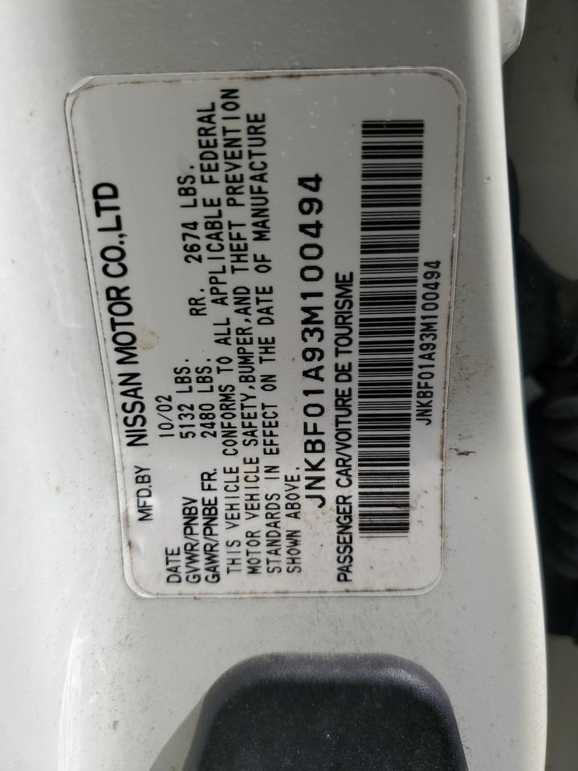 MFD.BY NISSAN MOTOR CO.,LTD
DATE 10/02
GVWR/PNBV 5132 LBS.
GAWR/PNBE FR. 2480 LBS. RR. 2674 LBS.
THIS VEHICLE CONFORMS TO ALL APPLICABLE FEDERAL
MOTOR VEHICLE SAFETY,BUMPER,AND THEFT PREVENTION
STANDARDS IN EFFECT ON THE DATE OF MANUFACTURE
SHOWN ABOVE.
JNKBF01A93M100494
PASSENGER CAR/VOITURE DE TOURISME
JNKBF01A93M100494